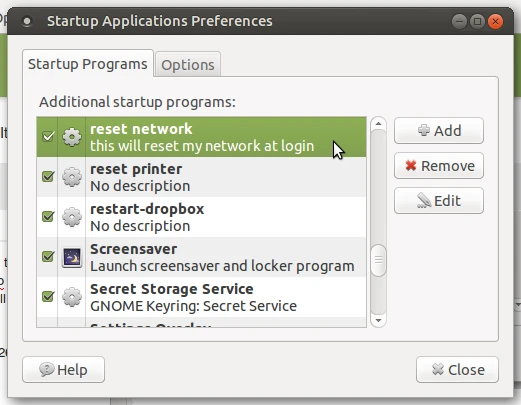 Startup Applications Preferences
Startup Programs
Options
Additional startup programs:
reset network
this will reset my network at login
reset printer
No description
restart-dropbox
No description
Screensaver
Launch screensaver and locker program
Secret Storage Service
GNOME Keyring: Secret Service
Settings Overlay
Add
Remove
Edit
Help
Close